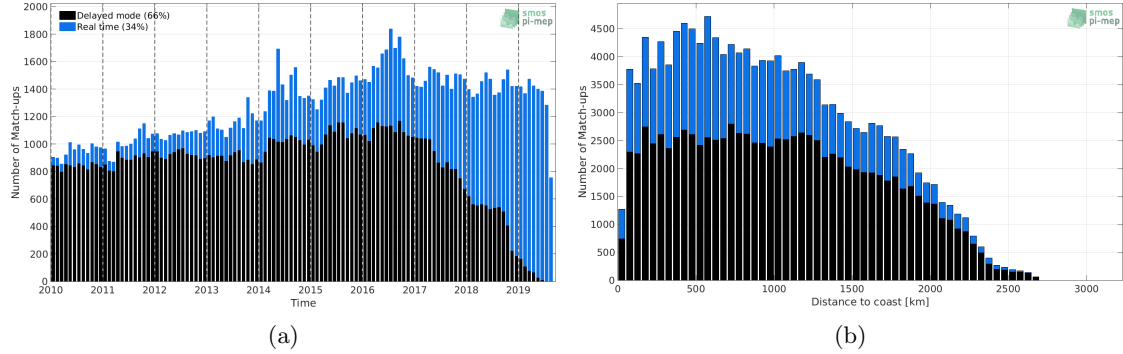 2000
1800
1600
1400
1200
1000
800
600
400
200
0
Number of Match-ups
Delayed mode (66%)
Real time (34%)
smos
pi-mep
2010 2011 2012 2013 2014 2015 2016 2017 2018 2019
Time
(a)
4500
4000
3500
3000
2500
2000
1500
1000
500
0
Number of Match-ups
smos
pi-mep
0 500 1000 1500 2000 2500 3000
Distance to coast [km]
(b)